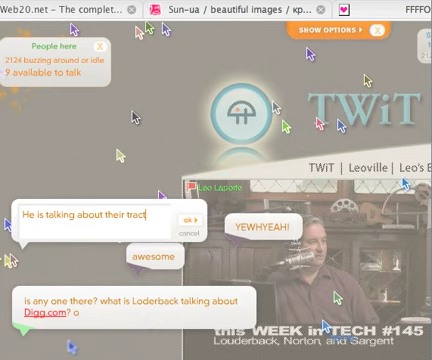 Web20.net - The complet...
Sun-ua / beautiful images / кр...
FFFFO
People here
X
2124 buzzing around or idle
9 available to talk
SHOW OPTIONS
X
TWiT
TWiT | Leoville | Leo's E
Leo Laporte
He is talking about their tract
ok
cancel
YEWHYEAH!
awesome
is any one there? what is Loderback talking about
Digg.com? o
this WEEK in TECH #145
Louderback, Norton, and Sargent